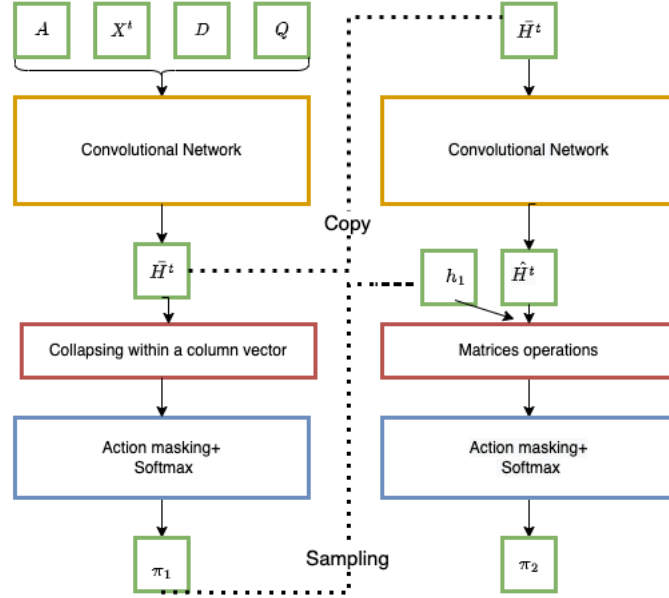 A X^t D Q
H̄^t
Convolutional Network
Convolutional Network
Copy
H̄^t
h_1 Ĥ^t
Collapsing within a column vector
Matrices operations
Action masking+
Softmax
Action masking+
Softmax
Sampling
π_1
π_2